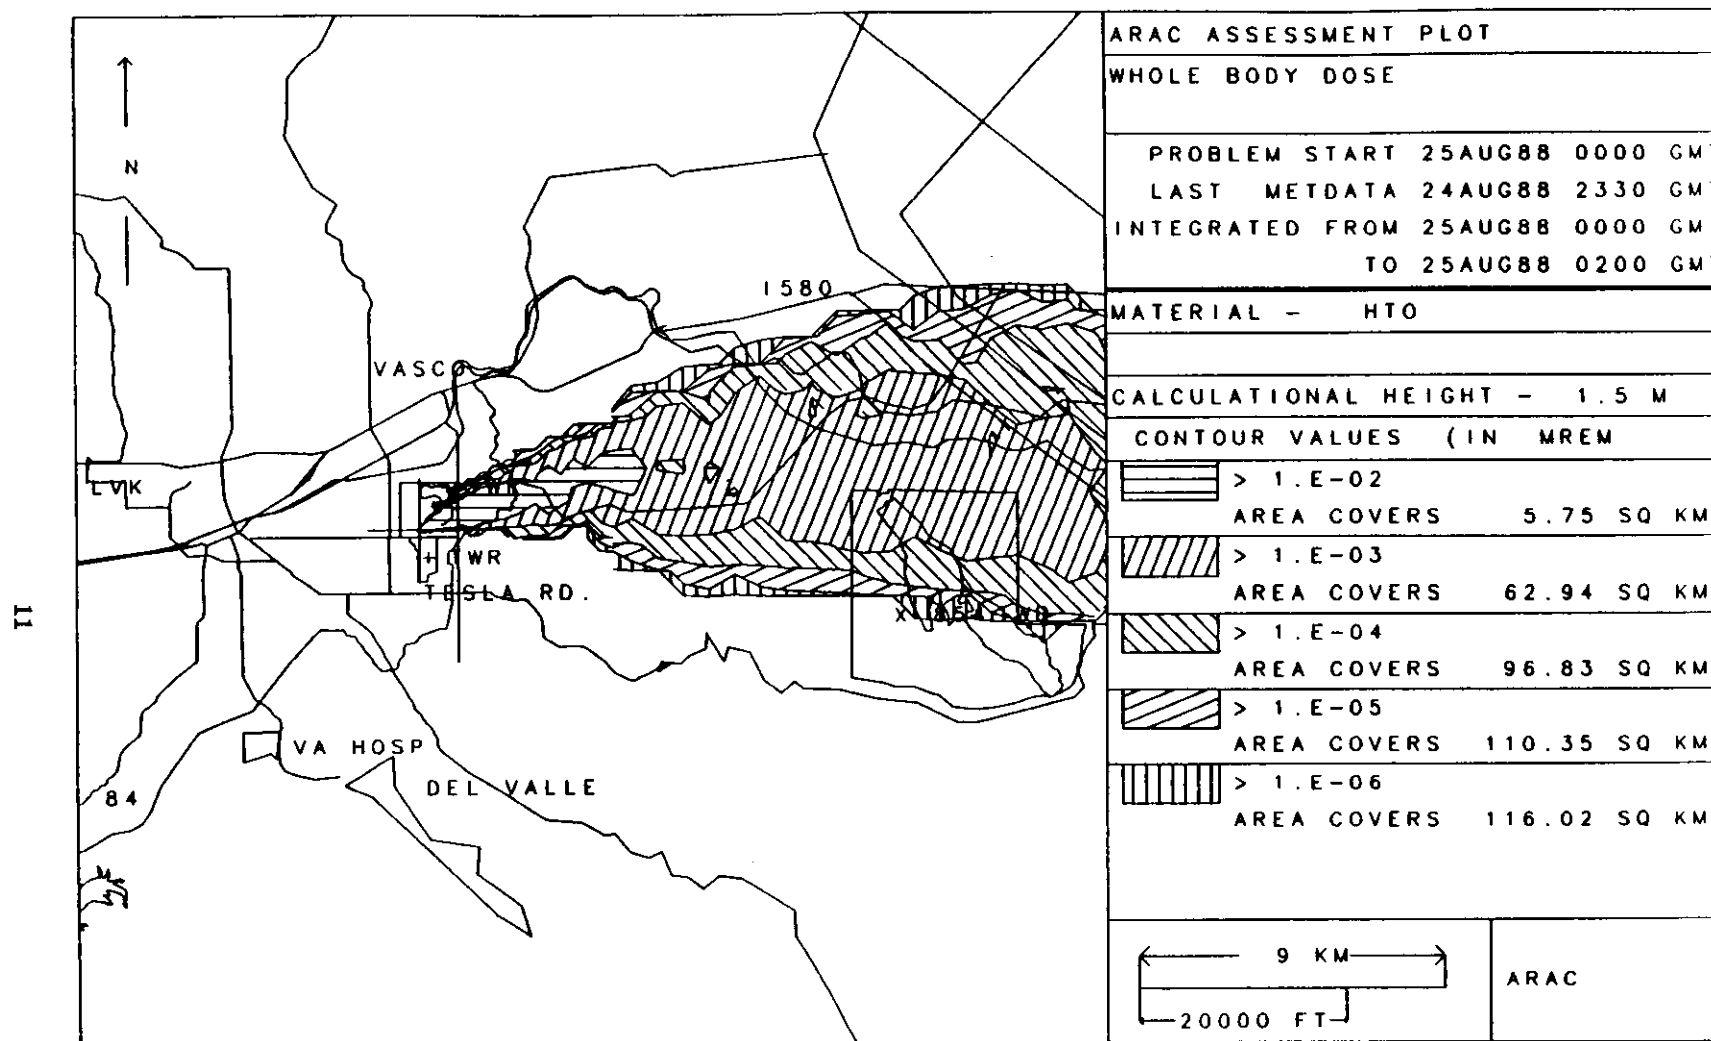 ARAC ASSESSMENT PLOT
WHOLE BODY DOSE
PROBLEM START 25AUG88 0000 GMT
LAST METDATA 24AUG88 2330 GMT
INTEGRATED FROM 25AUG88 0000 GM
TO 25AUG88 0200 GMT
MATERIAL - HTO
CALCULATIONAL HEIGHT - 1.5 M
CONTOUR VALUES (IN MREM
> 1.E-02
AREA COVERS 5.75 SQ KM
> 1.E-03
AREA COVERS 62.94 SQ KM
> 1.E-04
AREA COVERS 96.83 SQ KM
> 1.E-05
AREA COVERS 110.35 SQ KM
> 1.E-06
AREA COVERS 116.02 SQ KM
9 KM
20000 FT
ARAC
N
1580
VASCO
LVK
TWR
TESLA RD.
VA HOSP
DEL VALLE
84
11